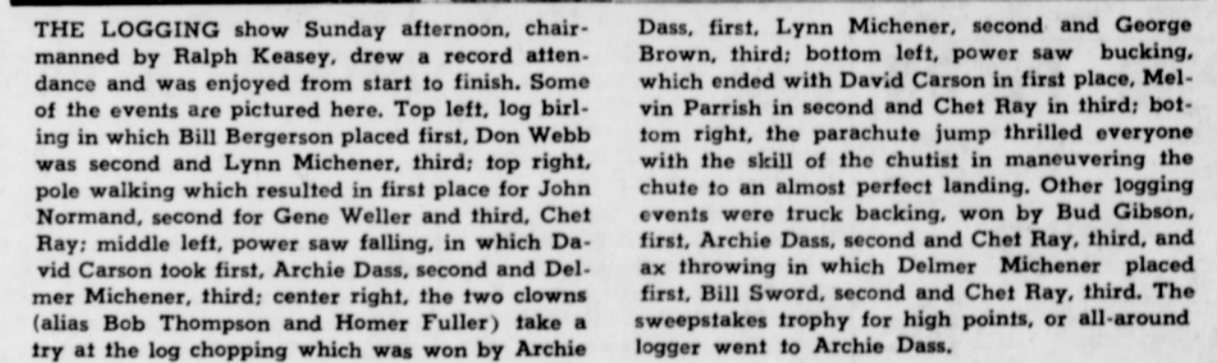 THE LOGGING show Sunday afternoon, chair-
manned by Ralph Keasey, drew a record atten-
dance and was enjoyed from start to finish. Some
of the events are pictured here. Top left, log birl-
ing in which Bill Bergerson placed first, Don Webb
was second and Lynn Michener, third; top right,
pole walking which resulted in first place for John
Normand, second for Gene Weller and third, Chet
Ray; middle left, power saw falling, in which Da-
vid Carson took first, Archie Dass, second and Del-
mer Michener, third; center right, the two clowns
(alias Bob Thompson and Homer Fuller) take a
try at the log chopping which was won by Archie
Dass, first, Lynn Michener, second and George
Brown, third; bottom left, power saw bucking,
which ended with David Carson in first place, Mel-
vin Parrish in second and Chet Ray in third; bot-
tom right, the parachute jump thrilled everyone
with the skill of the chutist in maneuvering the
chute to an almost perfect landing. Other logging
events were truck backing, won by Bud Gibson,
first, Archie Dass, second and Chet Ray, third, and
ax throwing in which Delmer Michener placed
first, Bill Sword, second and Chet Ray, third. The
sweepstakes trophy for high points, or all-around
logger went to Archie Dass.